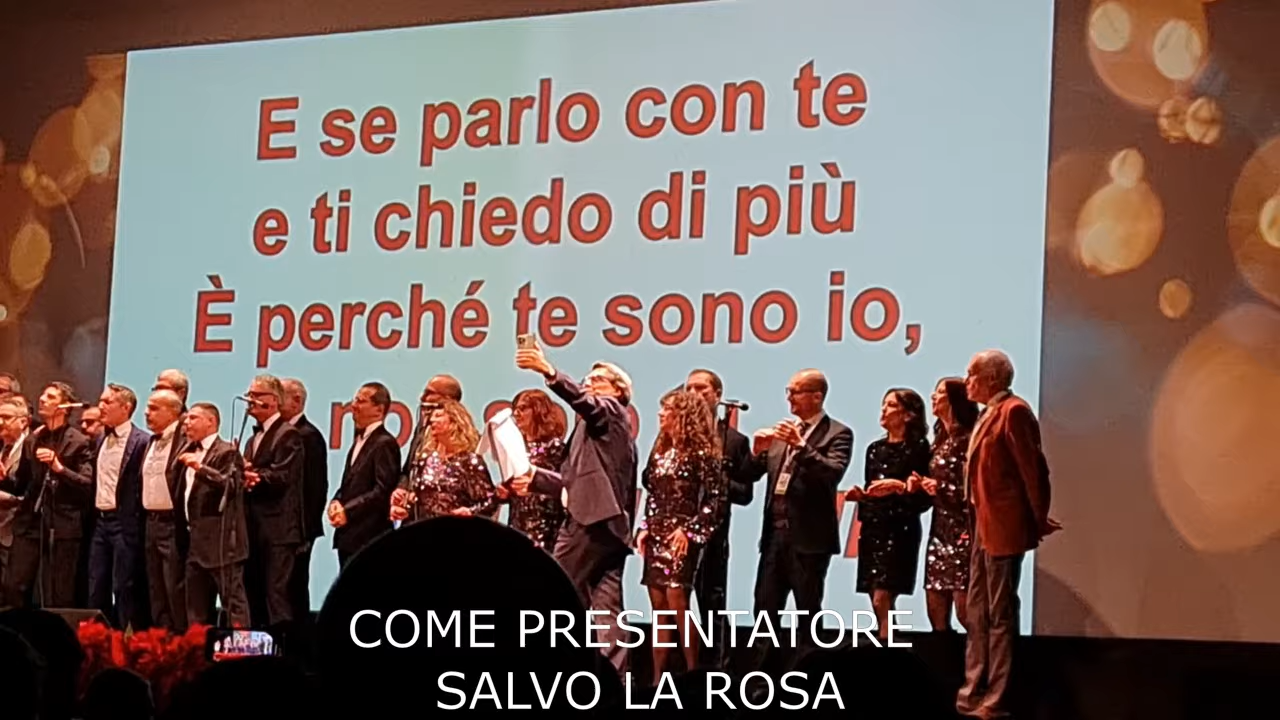 E se parlo con te
e ti chiedo di più
È perché te sono io,
COME PRESENTATORE
SALVO LA ROSA